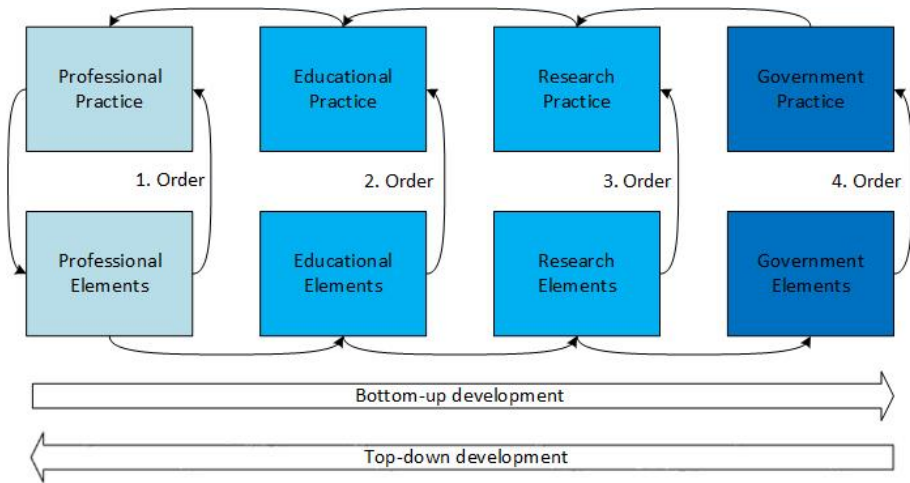 Professional
Practice
Educational
Practice
Research
Practice
Government
Practice
1. Order
2. Order
3. Order
4. Order
Professional
Elements
Educational
Elements
Research
Elements
Government
Elements
Bottom-up development
Top-down development